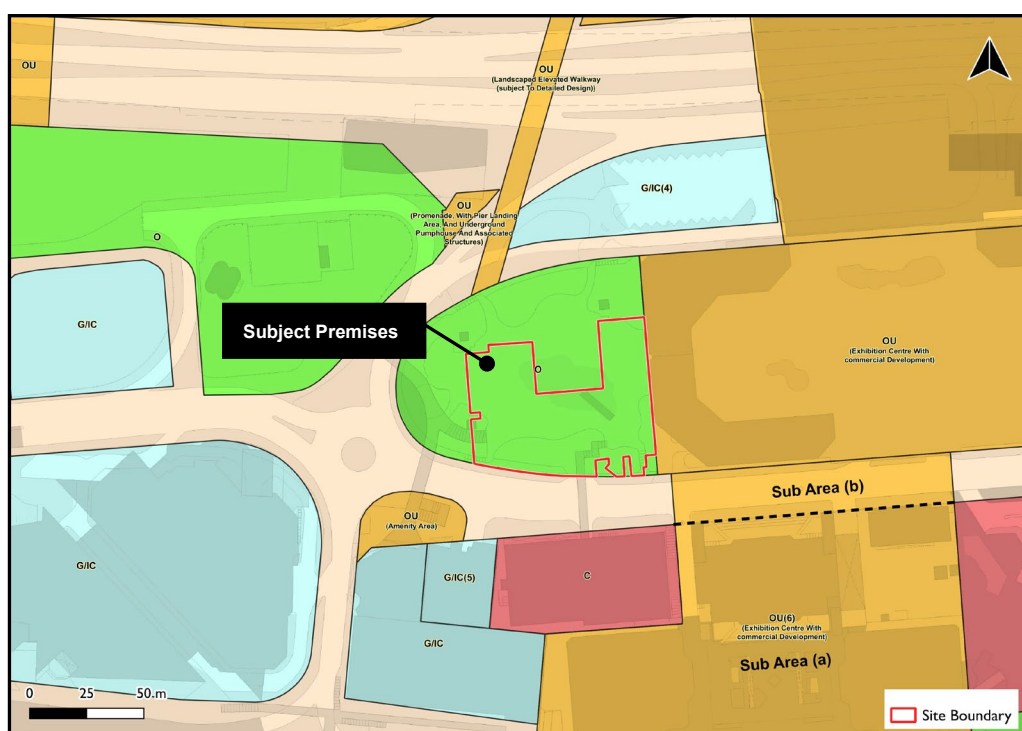 OU
OU
(Landscaped Elevated Walkway
(subject To Detailed Design))
G/IC(4)
OU
(Promenade, With Pier Landing
Area, And Underground
Pumphouse And Associated
Structures)
O
G/IC
Subject Premises
OU
(Exhibition Centre With
commercial Development)
O
Sub Area (b)
OU
(Amenity Area)
G/IC
G/IC(5)
C
OU(6)
(Exhibition Centre With
commercial Development)
G/IC
Sub Area (a)
0 25 50 m
Site Boundary